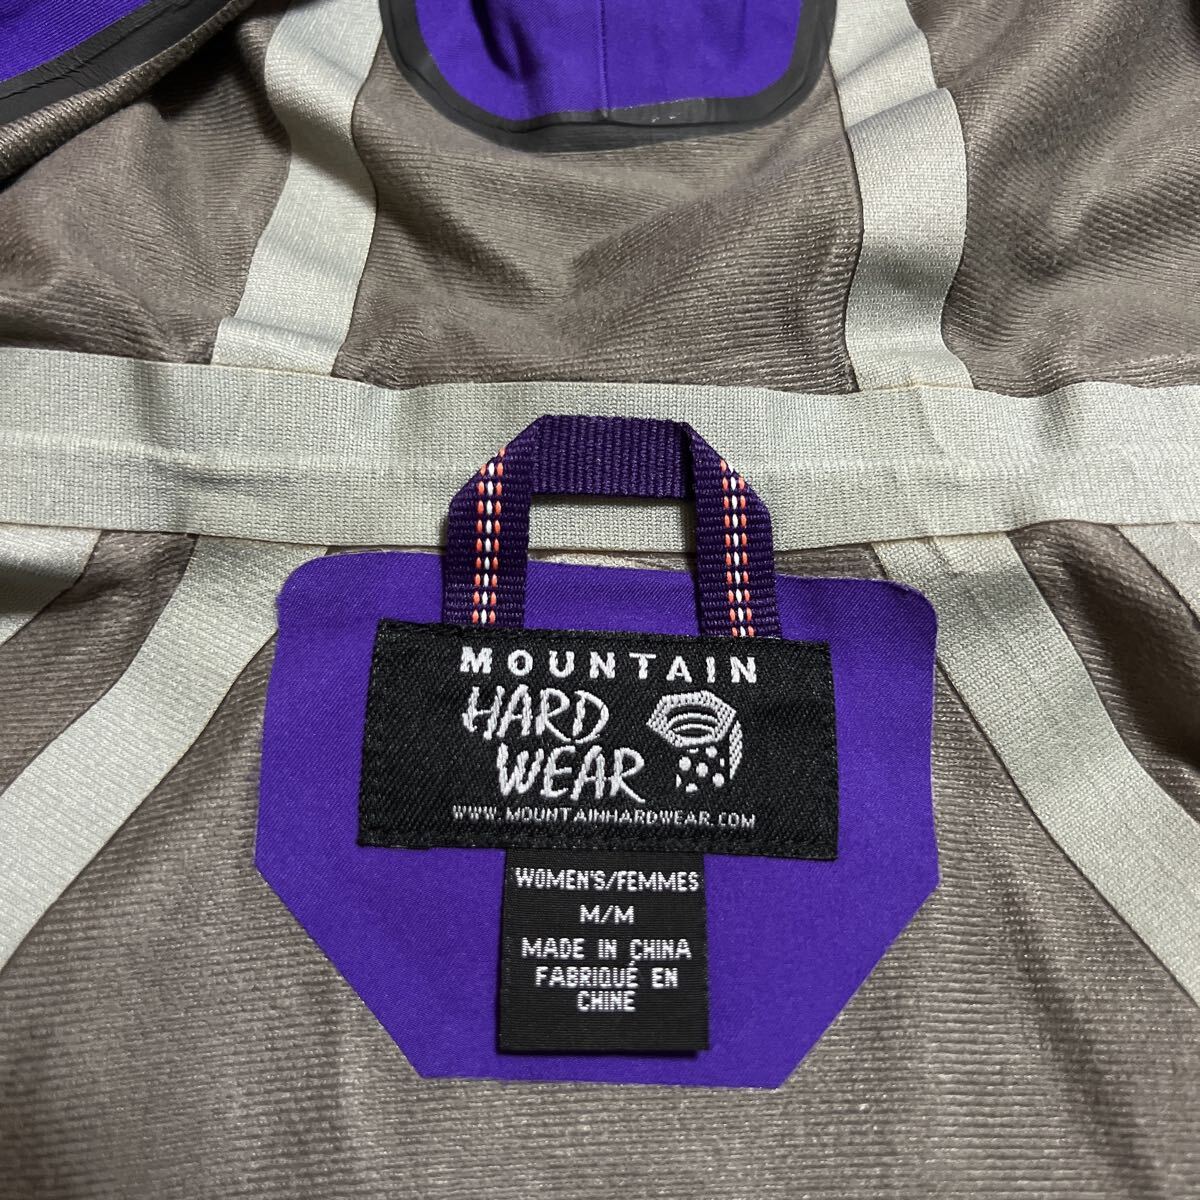 MOUNTAIN
HARD
WEAR
WWW.MOUNTAINHARDWEAR.COM
WOMEN'S/FEMMES
M/M
MADE IN CHINA
FABRIQUÉ EN
CHINE